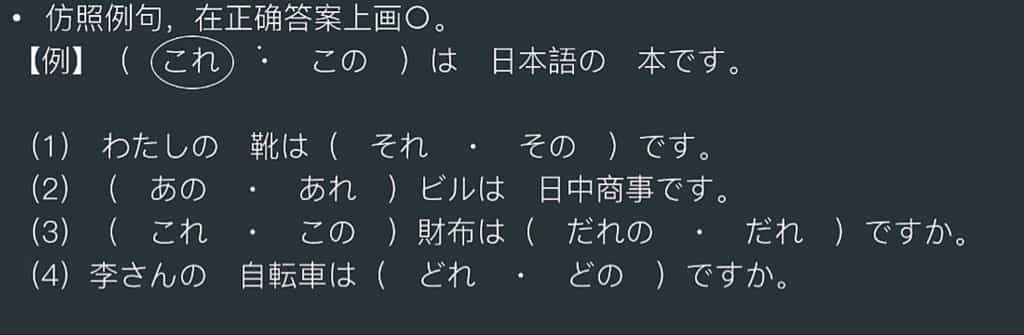 • 仿照例句，在正确答案上画〇。
【例】（ これ ・ この ）は 日本語の 本です。
(1) わたしの 靴は（ それ ・ その ）です。
(2) （ あの ・ あれ ）ビルは 日中商事です。
(3) （ これ ・ この ）財布は（ だれの ・ だれ ）ですか。
(4) 李さんの 自転車は（ どれ ・ どの ）ですか。